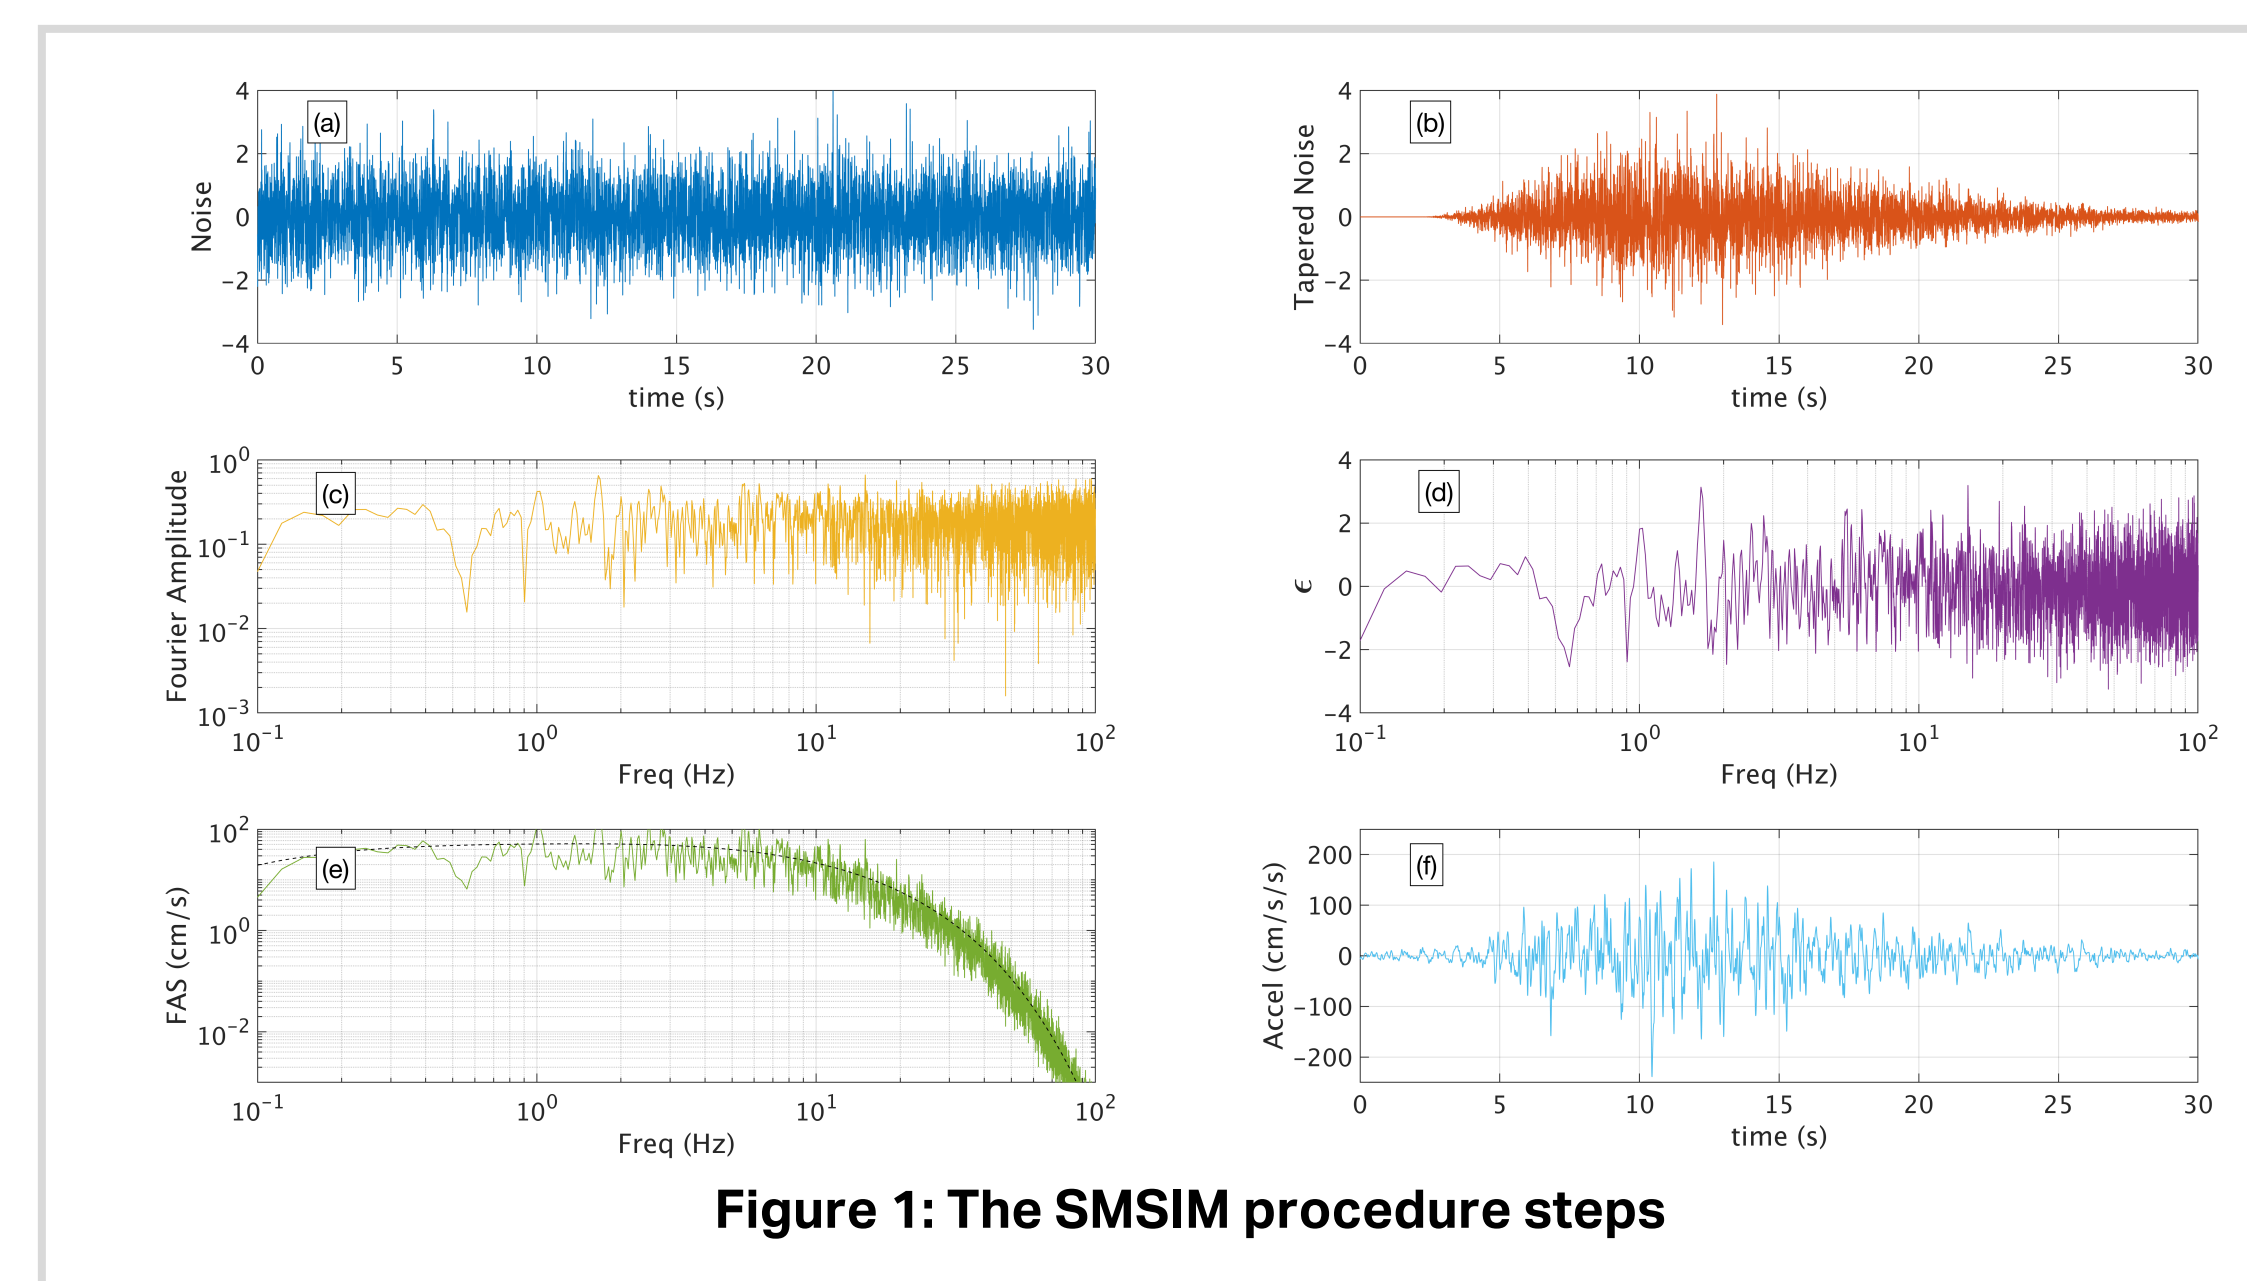 4
2
0
−2
−4
Noise
(a)
0 5 10 15 20 25 30
time (s)
4
2
0
−2
−4
Tapered Noise
(b)
0 5 10 15 20 25 30
time (s)
10^0
10^−1
10^−2
10^−3
Fourier Amplitude
(c)
10^−1 10^0 10^1 10^2
Freq (Hz)
4
2
0
−2
−4
ϵ
(d)
10^−1 10^0 10^1 10^2
Freq (Hz)
10^2
10^0
10^−2
FAS (cm/s)
(e)
10^−1 10^0 10^1 10^2
Freq (Hz)
200
100
0
−100
−200
Accel (cm/s/s)
(f)
0 5 10 15 20 25 30
time (s)
Figure 1: The SMSIM procedure steps